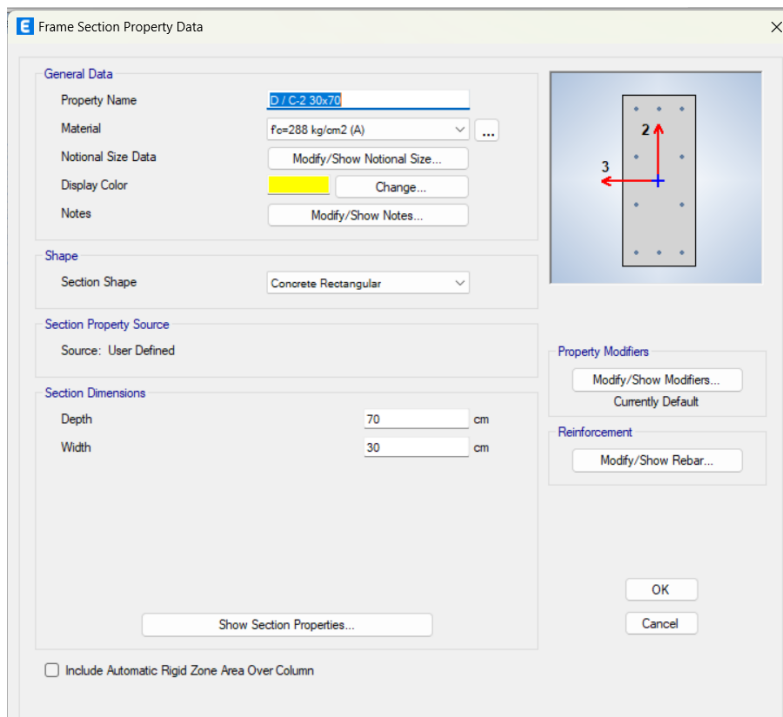 E Frame Section Property Data
General Data
Property Name D / C-2 30x70
Material f'c=288 kg/cm2 (A) ...
Notional Size Data Modify/Show Notional Size...
Display Color Change...
Notes Modify/Show Notes...
2
3
Shape
Section Shape Concrete Rectangular
Section Property Source
Source: User Defined
Property Modifiers
Modify/Show Modifiers...
Currently Default
Section Dimensions
Depth 70 cm
Width 30 cm
Reinforcement
Modify/Show Rebar...
Show Section Properties...
OK
Cancel
Include Automatic Rigid Zone Area Over Column